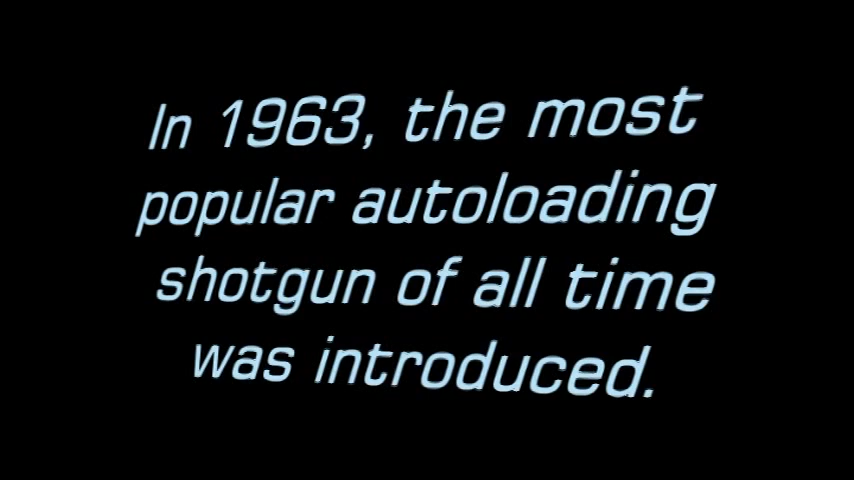 In 1963, the most
popular autoloading
shotgun of all time
was introduced.